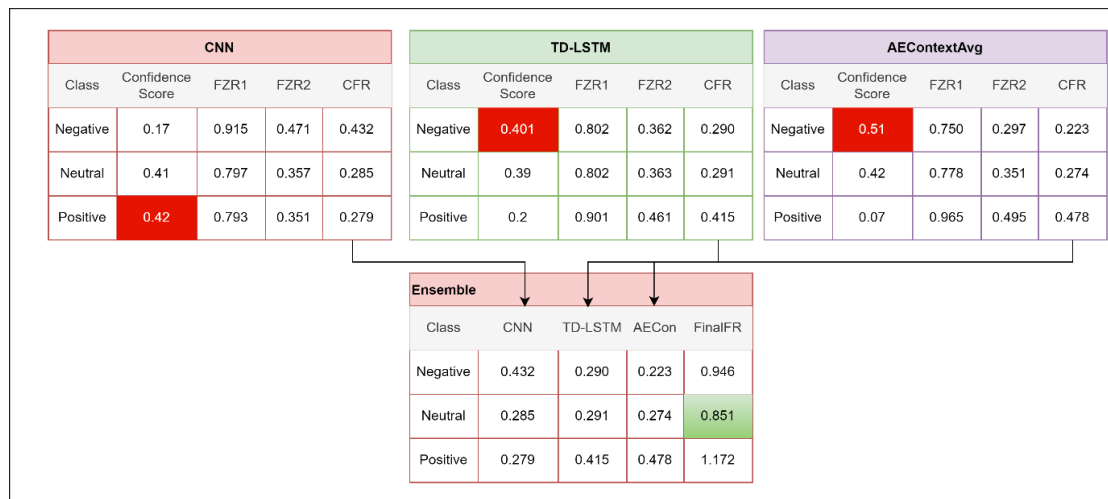 CNN
Class Confidence Score FZR1 FZR2 CFR
Negative 0.17 0.915 0.471 0.432
Neutral 0.41 0.797 0.357 0.285
Positive 0.42 0.793 0.351 0.279
TD-LSTM
Class Confidence Score FZR1 FZR2 CFR
Negative 0.401 0.802 0.362 0.290
Neutral 0.39 0.802 0.363 0.291
Positive 0.2 0.901 0.461 0.415
AEContextAvg
Class Confidence Score FZR1 FZR2 CFR
Negative 0.51 0.750 0.297 0.223
Neutral 0.42 0.778 0.351 0.274
Positive 0.07 0.965 0.495 0.478
Ensemble
Class CNN TD-LSTM AECon FinalFR
Negative 0.432 0.290 0.223 0.946
Neutral 0.285 0.291 0.274 0.851
Positive 0.279 0.415 0.478 1.172